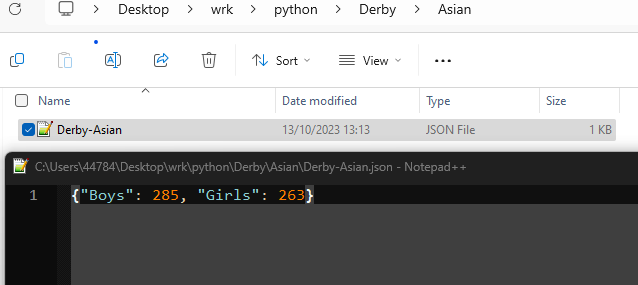 Desktop > wrk > python > Derby > Asian
Sort View ...
Name Date modified Type Size
Derby-Asian 13/10/2023 13:13 JSON File 1 KB
C:\Users\44784\Desktop\wrk\python\Derby\Asian\Derby-Asian.json - Notepad++
1 {"Boys": 285, "Girls": 263}